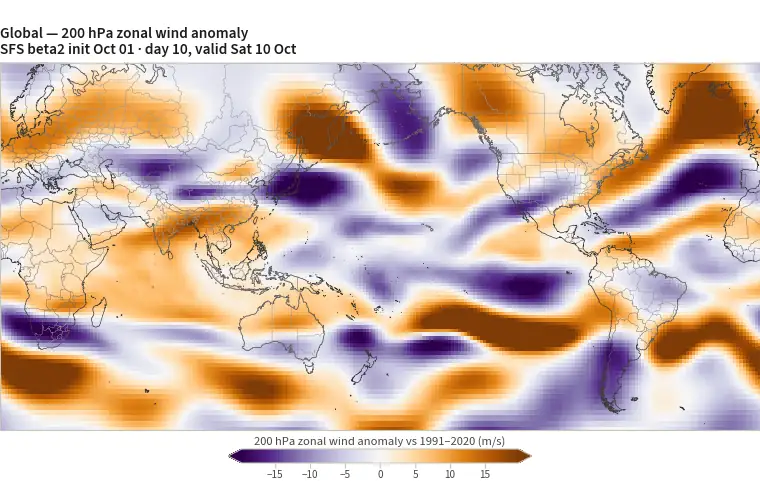 Global — 200 hPa zonal wind anomaly
SFS beta2 init Oct 01 · day 10, valid Sat 10 Oct
200 hPa zonal wind anomaly vs 1991–2020 (m/s)
−15 −10 −5 0 5 10 15